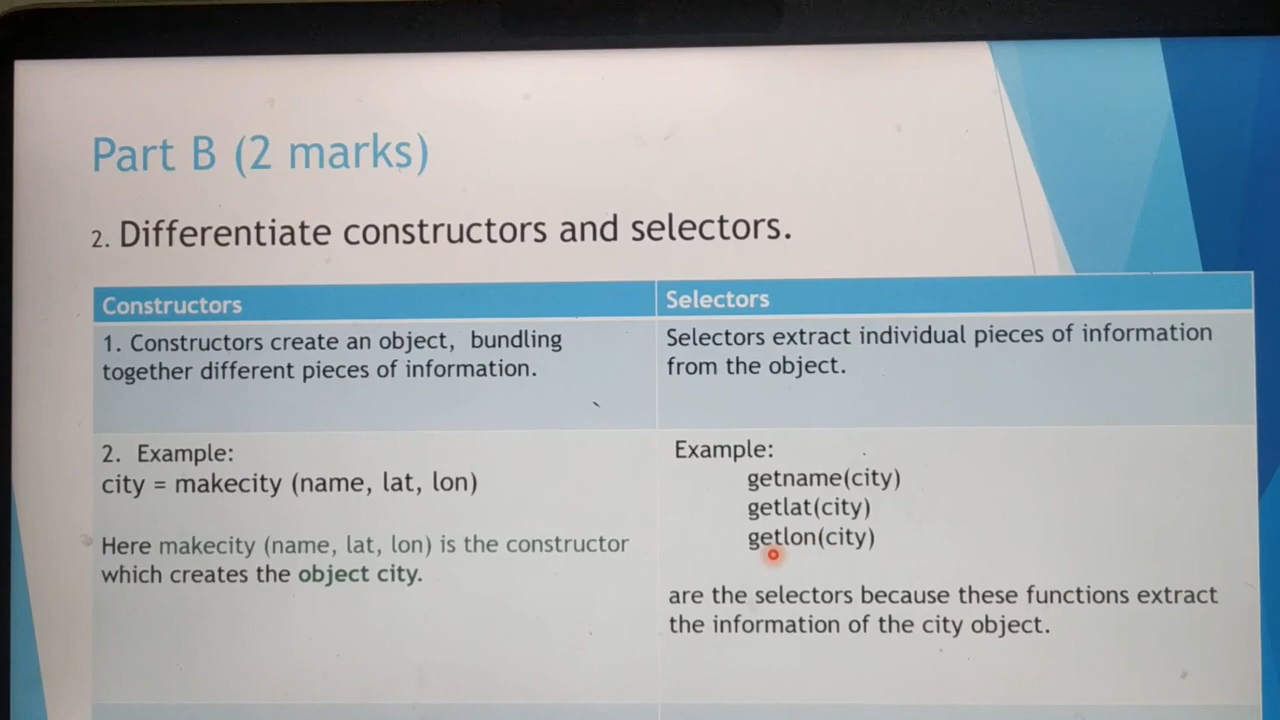 Part B (2 marks)
2. Differentiate constructors and selectors.
Constructors
Selectors
1. Constructors create an object, bundling
together different pieces of information.
Selectors extract individual pieces of information
from the object.
2. Example:
city = makecity (name, lat, lon)
Here makecity (name, lat, lon) is the constructor
which creates the object city.
Example:
getname(city)
getlat(city)
getlon(city)
are the selectors because these functions extract
the information of the city object.